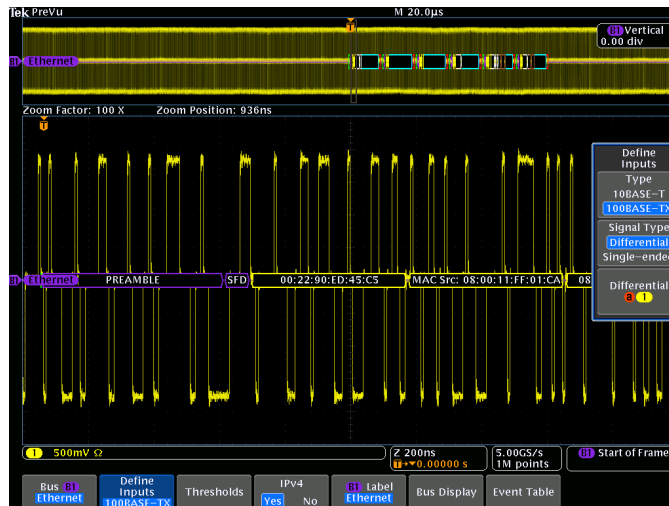 Tek PreVu M 20.0µs
T
B1 Vertical
0.00 div
B1 Ethernet
Zoom Factor: 100 X Zoom Position: 936ns
T
Define
Inputs
Type
10BASE-T
100BASE-TX
Signal Type
Differential
Single-ended
Differential
a 1
B1 Ethernet PREAMBLE SFD 00:22:90:ED:45:C5 MAC Src: 08:00:11:FF:01:CA 08
1 500mV Ω
Z 200ns
T→▼0.00000 s
5.00GS/s
1M points
B1 Start of Frame
Bus B1
Ethernet
Define
Inputs
100BASE-TX
Thresholds
IPv4
Yes No
B1 Label
Ethernet
Bus Display
Event Table